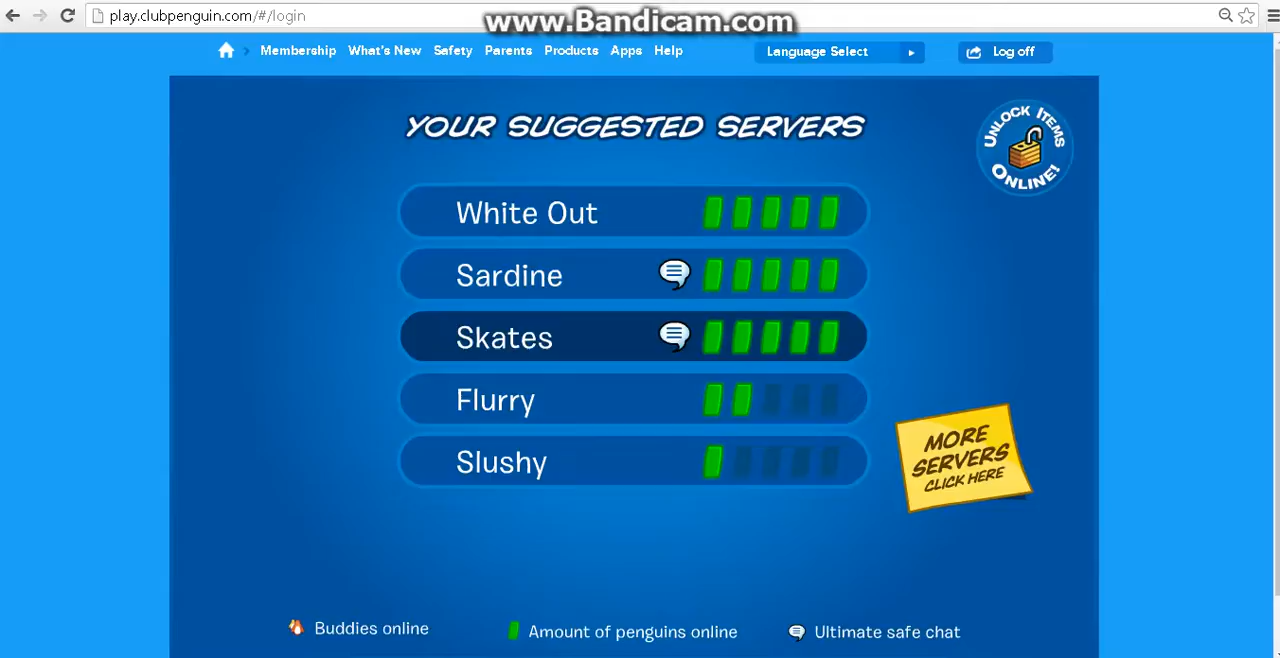 play.clubpenguin.com/#/login
www.Bandicam.com
Membership What's New Safety Parents Products Apps Help Language Select Log off
YOUR SUGGESTED SERVERS
UNLOCK ITEMS
ONLINE!
White Out
Sardine
Skates
Flurry
Slushy
MORE
SERVERS
CLICK HERE
Buddies online Amount of penguins online Ultimate safe chat